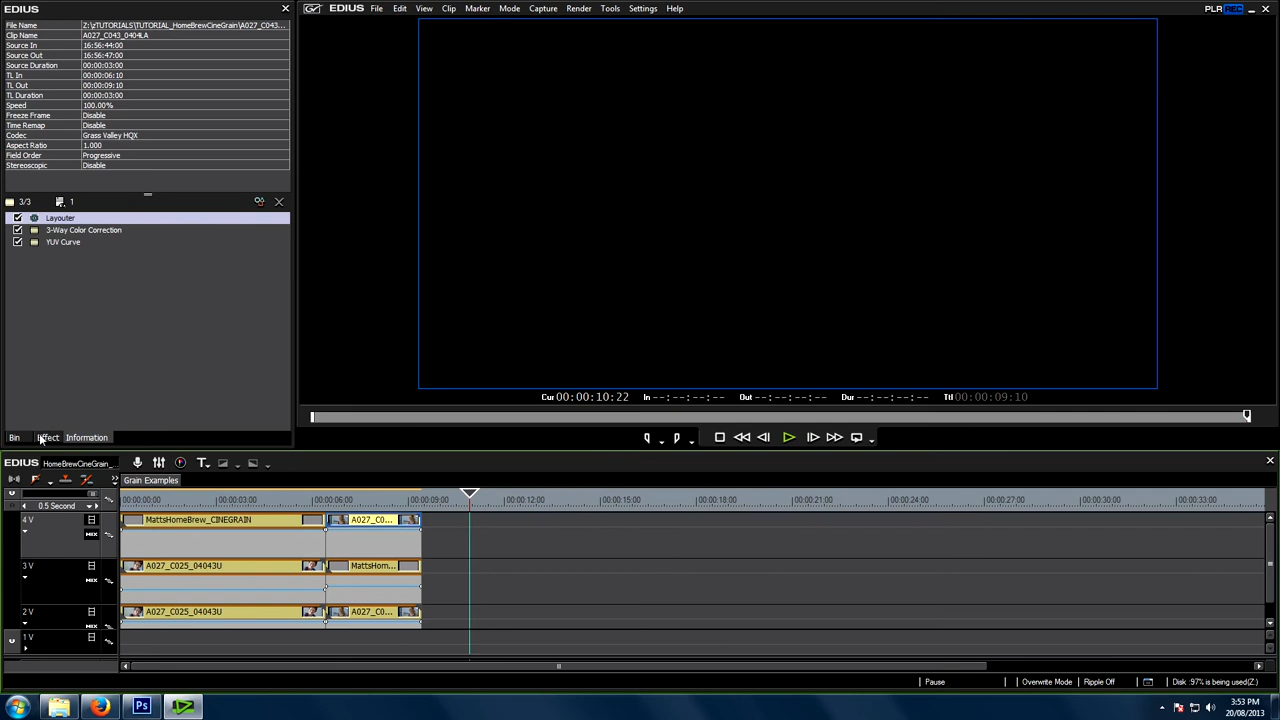 EDIUS
File Name Z:\zTUTORIALS\TUTORIAL_HomeBrewCineGrain\A027_C043...
Clip Name A027_C043_0404LA
Source In 16:56:44:00
Source Out 16:56:47:00
Source Duration 00:00:03:00
TL In 00:00:06:10
TL Out 00:00:09:10
TL Duration 00:00:03:00
Speed 100.00%
Freeze Frame Disable
Time Remap Disable
Codec Grass Valley HQX
Aspect Ratio 1.000
Field Order Progressive
Stereoscopic Disable
3/3 1
Layouter
3-Way Color Correction
YUV Curve
Bin Effect Information
EDIUS File Edit View Clip Marker Mode Capture Render Tools Settings Help PLR REC
Cur 00:00:10:22 In --:--:--:-- Out --:--:--:-- Dur --:--:--:-- Ttl 00:00:09:10
EDIUS HomeBrewCineGrain_...
Grain Examples
0.5 Second 00:00:00:00 00:00:03:00 00:00:06:00 00:00:09:00 00:00:12:00 00:00:15:00 00:00:18:00 00:00:21:00 00:00:24:00 00:00:27:00 00:00:30:00 00:00:33:00
4 V MattsHomeBrew_CINEGRAIN A027_C0...
MIX
3 V A027_C025_04043U MattsHom...
MIX
2 V A027_C025_04043U A027_C0...
MIX
1 V
Pause Overwrite Mode Ripple Off Disk :97% is being used(Z:)
Ps
3:53 PM
20/08/2013